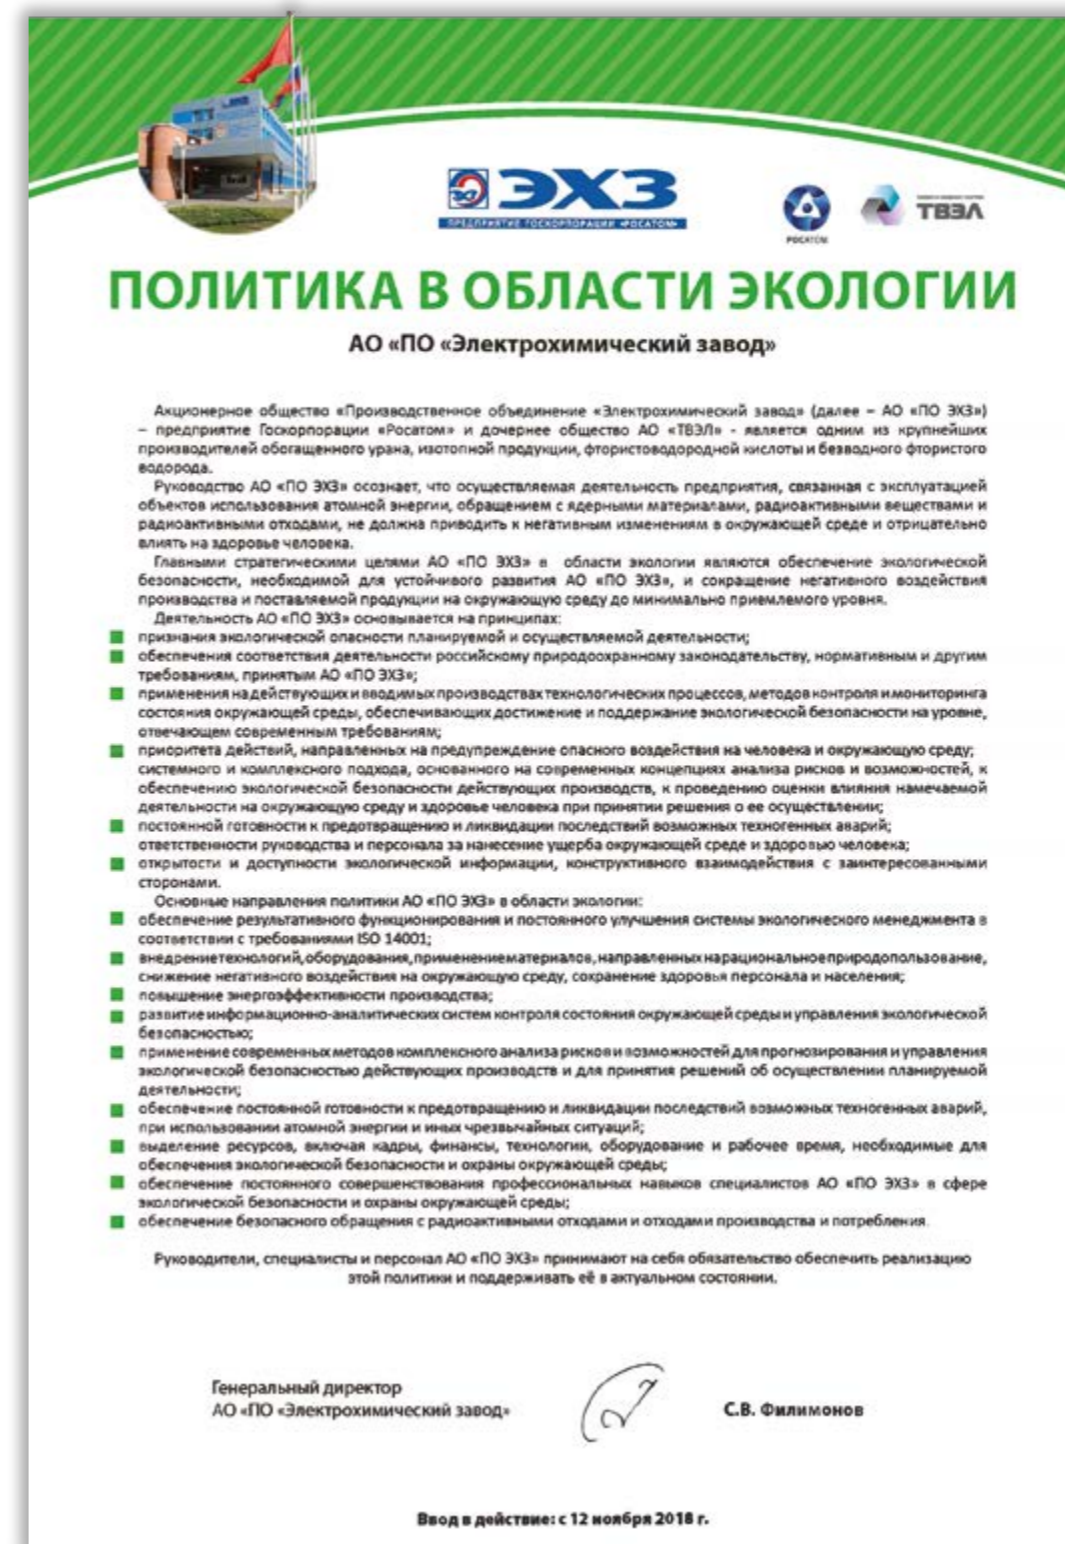 ЭХЗ
ПРЕДПРИЯТИЕ ГОСКОРПОРАЦИИ «РОСАТОМ»
РОСАТОМ
ТВЭЛ
ПОЛИТИКА В ОБЛАСТИ ЭКОЛОГИИ
АО «ПО «Электрохимический завод»
Акционерное общество «Производственное объединение «Электрохимический завод» (далее – АО «ПО ЭХЗ»)
– предприятие Госкорпорации «Росатом» и дочернее общество АО «ТВЭЛ» - является одним из крупнейших
производителей обогащенного урана, изотопной продукции, фтористоводородной кислоты и безводного фтористого
водорода.
Руководство АО «ПО ЭХЗ» осознает, что осуществляемая деятельность предприятия, связанная с эксплуатацией
объектов использования атомной энергии, обращением с ядерными материалами, радиоактивными веществами и
радиоактивными отходами, не должна приводить к негативным изменениям в окружающей среде и отрицательно
влиять на здоровье человека.
Главными стратегическими целями АО «ПО ЭХЗ» в области экологии являются обеспечение экологической
безопасности, необходимой для устойчивого развития АО «ПО ЭХЗ», и сокращение негативного воздействия
производства и поставляемой продукции на окружающую среду до минимально приемлемого уровня.
Деятельность АО «ПО ЭХЗ» основывается на принципах:
признания экологической опасности планируемой и осуществляемой деятельности;
обеспечения соответствия деятельности российскому природоохранному законодательству, нормативным и другим
требованиям, принятым АО «ПО ЭХЗ»;
применения на действующих и вводимых производствах технологических процессов, методов контроля и мониторинга
состояния окружающей среды, обеспечивающих достижение и поддержание экологической безопасности на уровне,
отвечающем современным требованиям;
приоритета действий, направленных на предупреждение опасного воздействия на человека и окружающую среду;
системного и комплексного подхода, основанного на современных концепциях анализа рисков и возможностей, к
обеспечению экологической безопасности действующих производств, к проведению оценки влияния намечаемой
деятельности на окружающую среду и здоровье человека при принятии решения о ее осуществлении;
постоянной готовности к предотвращению и ликвидации последствий возможных техногенных аварий;
ответственности руководства и персонала за нанесение ущерба окружающей среде и здоровью человека;
открытости и доступности экологической информации, конструктивного взаимодействия с заинтересованными
сторонами.
Основные направления политики АО «ПО ЭХЗ» в области экологии:
обеспечение результативного функционирования и постоянного улучшения системы экологического менеджмента в
соответствии с требованиями ISO 14001;
внедрение технологий, оборудования, применение материалов, направленных на рациональное природопользование,
снижение негативного воздействия на окружающую среду, сохранение здоровья персонала и населения;
повышение энергоэффективности производства;
развитие информационно-аналитических систем контроля состояния окружающей среды и управления экологической
безопасностью;
применение современных методов комплексного анализа рисков и возможностей для прогнозирования и управления
экологической безопасностью действующих производств и для принятия решений об осуществлении планируемой
деятельности;
обеспечение постоянной готовности к предотвращению и ликвидации последствий возможных техногенных аварий,
при использовании атомной энергии и иных чрезвычайных ситуаций;
выделение ресурсов, включая кадры, финансы, технологии, оборудование и рабочее время, необходимые для
обеспечения экологической безопасности и охраны окружающей среды;
обеспечение постоянного совершенствования профессиональных навыков специалистов АО «ПО ЭХЗ» в сфере
экологической безопасности и охраны окружающей среды;
обеспечение безопасного обращения с радиоактивными отходами и отходами производства и потребления.
Руководители, специалисты и персонал АО «ПО ЭХЗ» принимают на себя обязательство обеспечить реализацию
этой политики и поддерживать её в актуальном состоянии.
Генеральный директор
АО «ПО «Электрохимический завод»
С.В. Филимонов
Ввод в действие: с 12 ноября 2018 г.